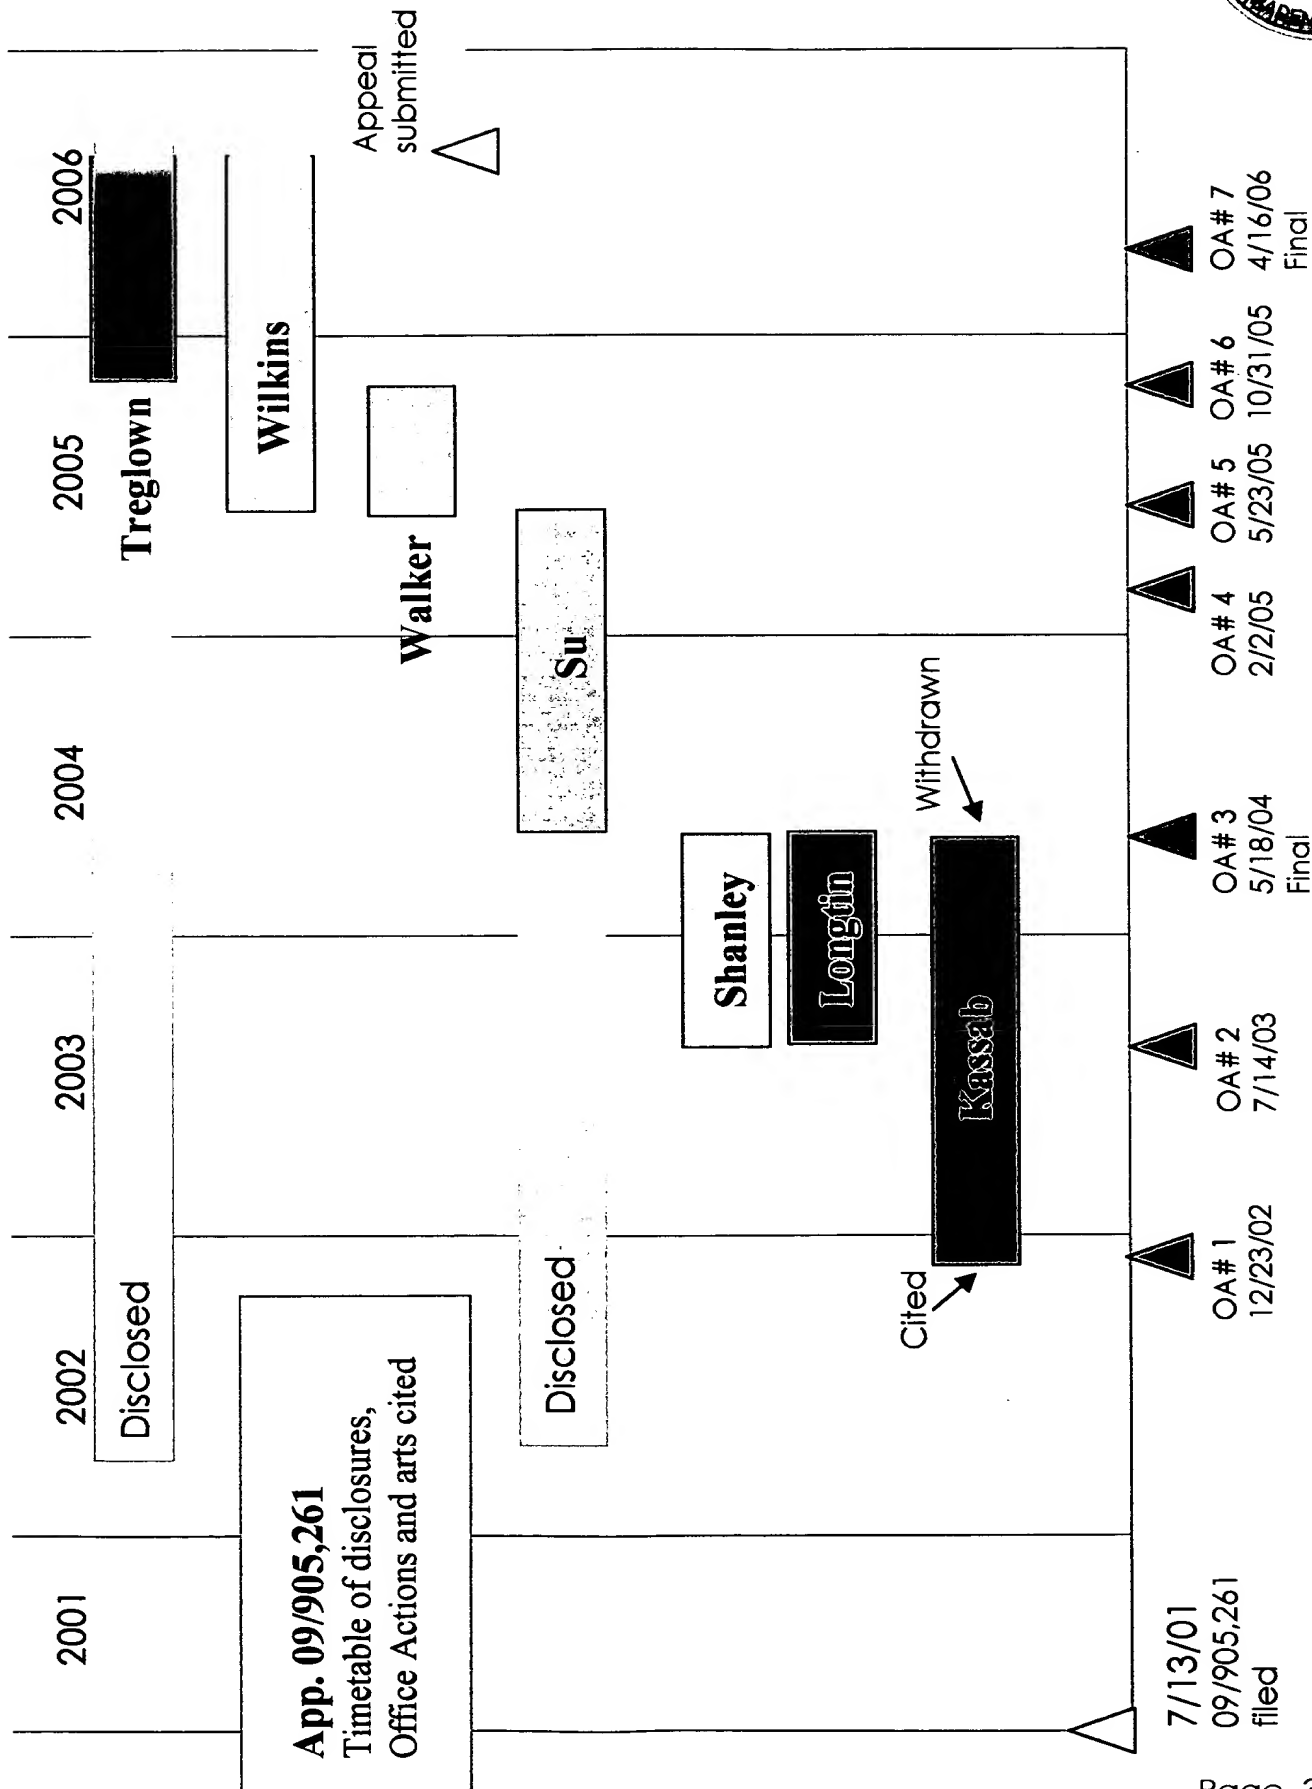 2001
2002
2003
2004
2005
2006
App. 09/905,261
Timetable of disclosures,
Office Actions and arts cited
Disclosed
Treglown
Wilkins
Walker
Appeal
submitted
Disclosed
Su
Shanley
Longtin
Cited
Kassab
Withdrawn
7/13/01
09/905,261
filed
OA# 1
12/23/02
OA# 2
7/14/03
OA# 3
5/18/04
Final
OA# 4
2/2/05
OA# 5
5/23/05
OA# 6
10/31/05
OA# 7
4/16/06
Final